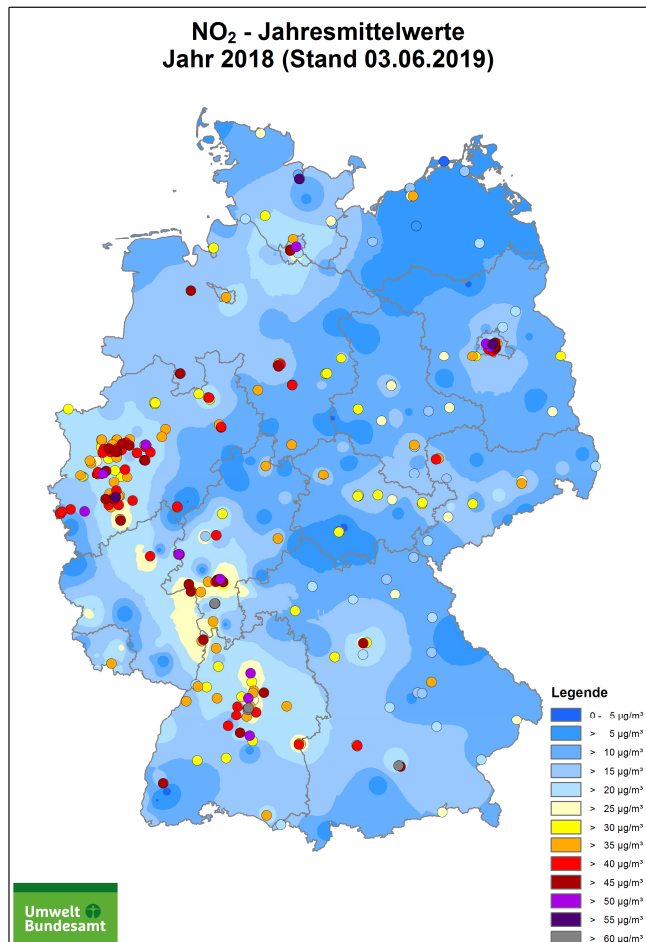 NO₂ - Jahresmittelwerte
Jahr 2018 (Stand 03.06.2019)
Legende
0 - 5 µg/m³
> 5 µg/m³
> 10 µg/m³
> 15 µg/m³
> 20 µg/m³
> 25 µg/m³
> 30 µg/m³
> 35 µg/m³
> 40 µg/m³
> 45 µg/m³
> 50 µg/m³
> 55 µg/m³
> 60 µg/m³
Umwelt
Bundesamt